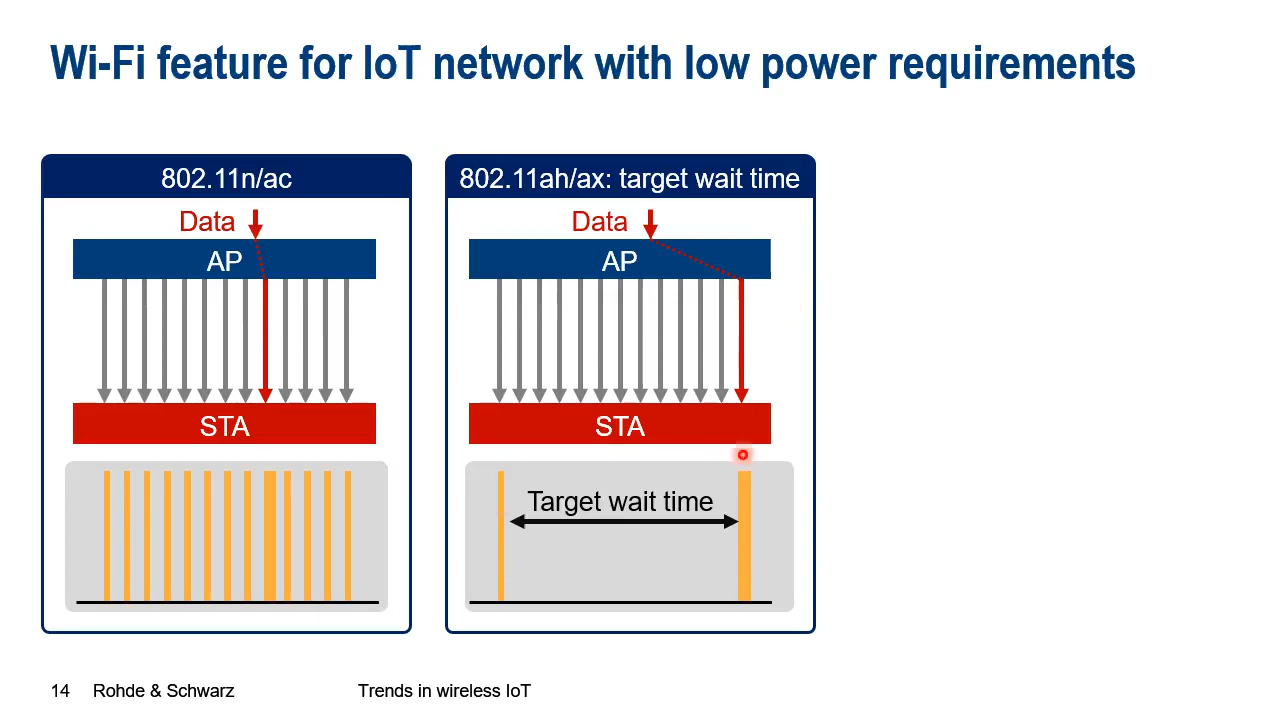 Wi-Fi feature for IoT network with low power requirements
802.11n/ac
Data
AP
STA
802.11ah/ax: target wait time
Data
AP
STA
Target wait time
14 Rohde & Schwarz Trends in wireless IoT